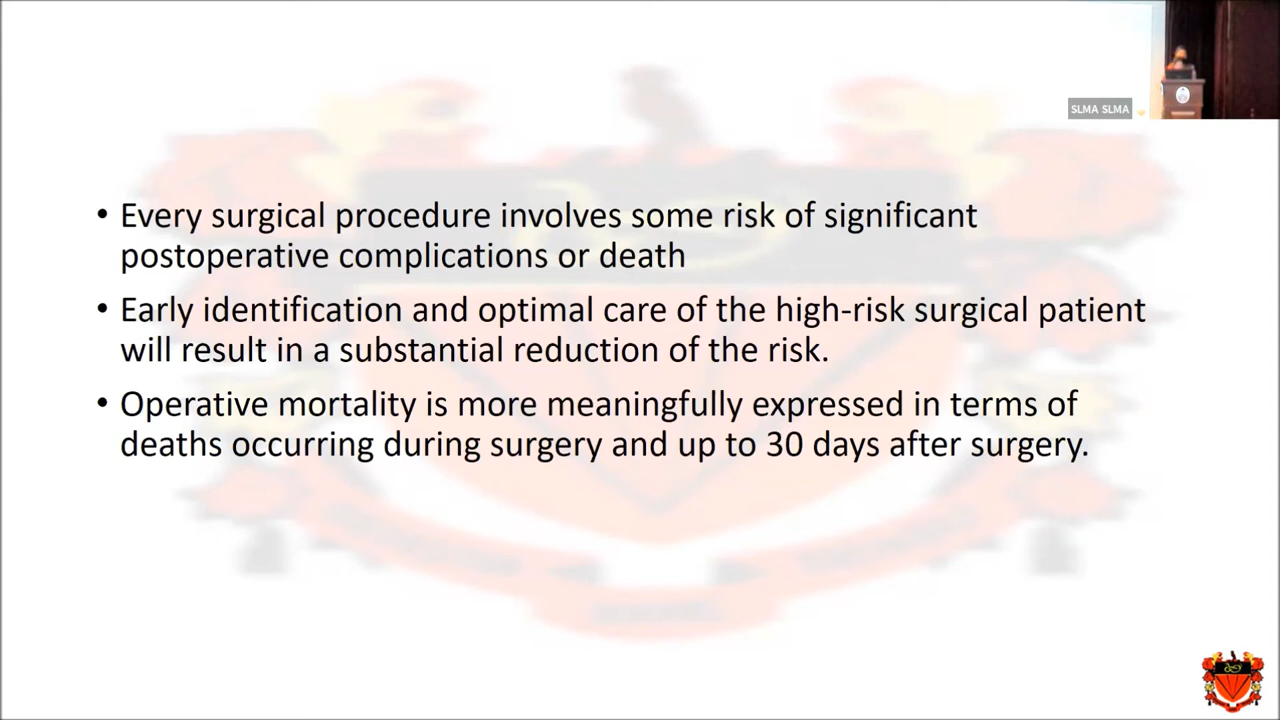 SLMA SLMA
• Every surgical procedure involves some risk of significant
postoperative complications or death
• Early identification and optimal care of the high-risk surgical patient
will result in a substantial reduction of the risk.
• Operative mortality is more meaningfully expressed in terms of
deaths occurring during surgery and up to 30 days after surgery.